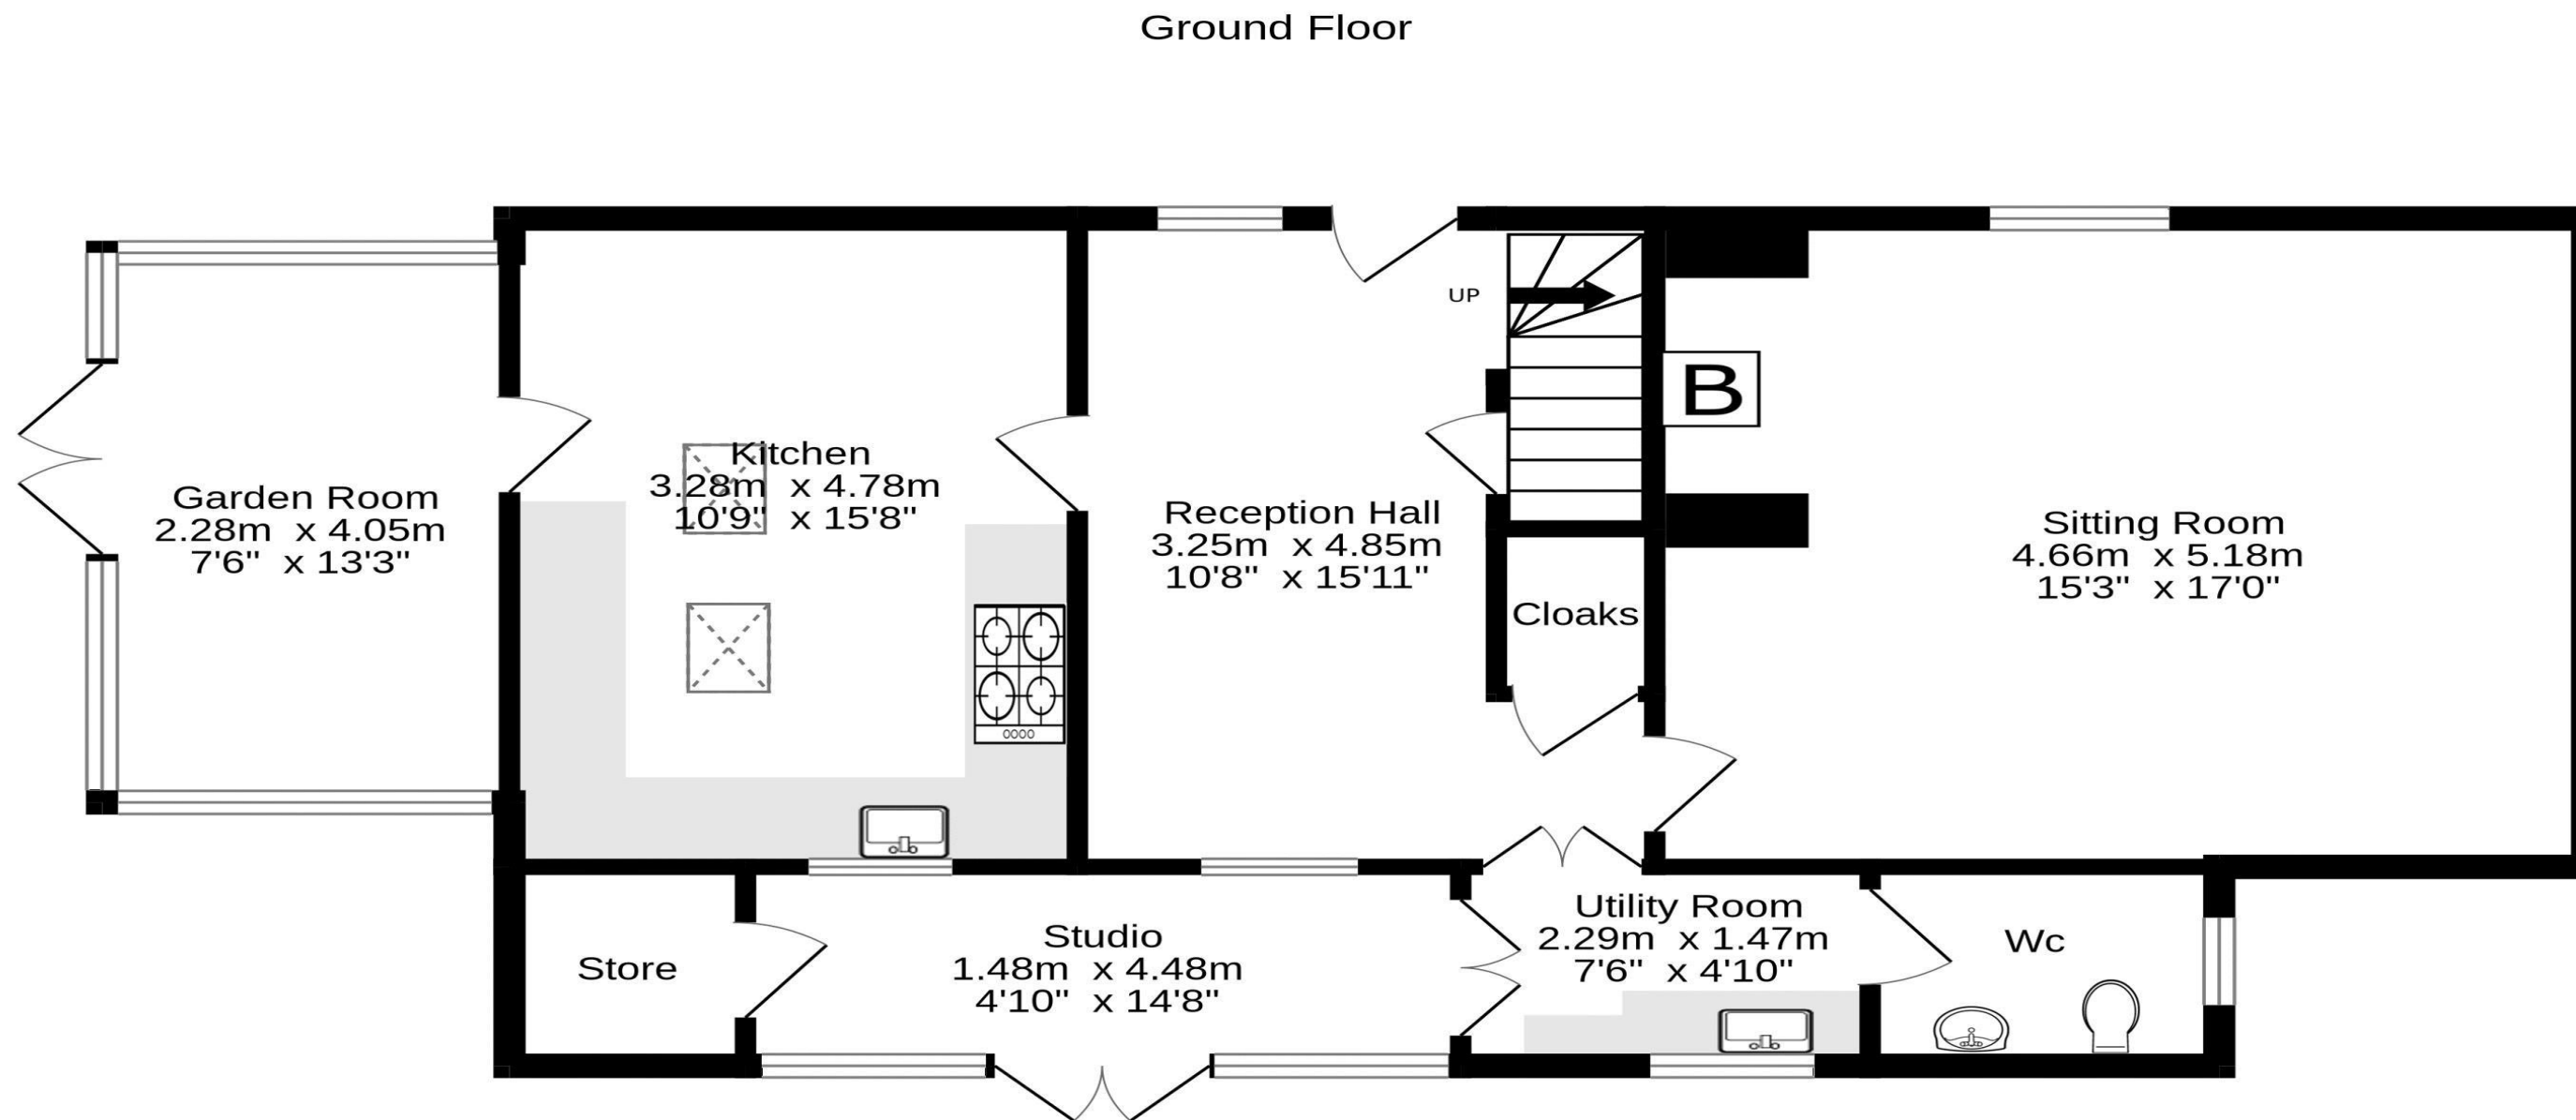 Ground Floor
UP
B
Kitchen
3.28m x 4.78m
10'9" x 15'8"
Garden Room
2.28m x 4.05m
7'6" x 13'3"
Reception Hall
3.25m x 4.85m
10'8" x 15'11"
Sitting Room
4.66m x 5.18m
15'3" x 17'0"
Cloaks
Store
Studio
1.48m x 4.48m
4'10" x 14'8"
Utility Room
2.29m x 1.47m
7'6" x 4'10"
Wc